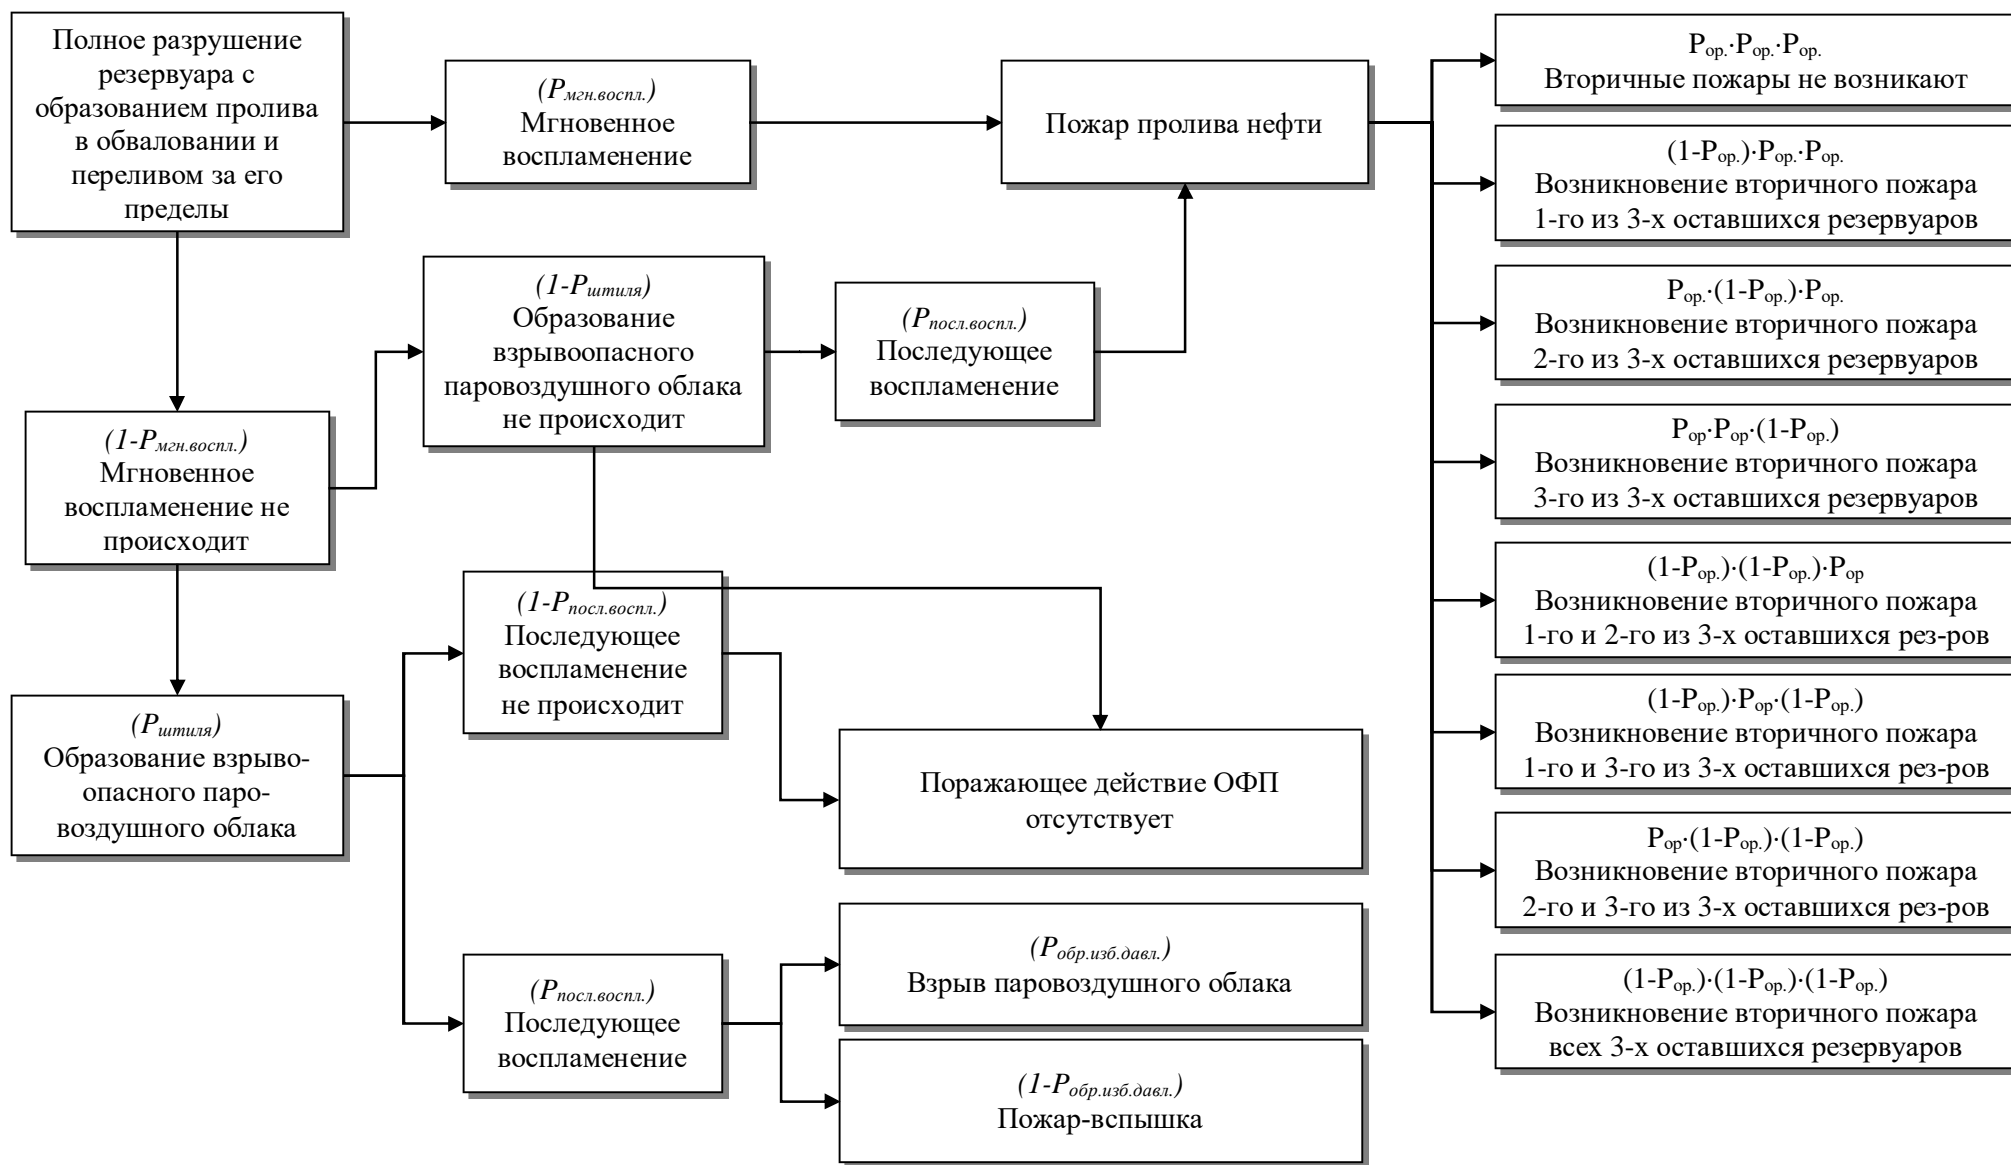 Полное разрушение
резервуара с
образованием пролива
в обваловании и
переливом за его
пределы
(Pмгн.воспл.)
Мгновенное
воспламенение
Пожар пролива нефти
Pор.·Pор.·Pор.
Вторичные пожары не возникают
(1-Pор.)·Pор.·Pор.
Возникновение вторичного пожара
1-го из 3-х оставшихся резервуаров
Pор.·(1-Pор.)·Pор.
Возникновение вторичного пожара
2-го из 3-х оставшихся резервуаров
Pор·Pор·(1-Pор.)
Возникновение вторичного пожара
3-го из 3-х оставшихся резервуаров
(1-Pор.)·(1-Pор.)·Pор
Возникновение вторичного пожара
1-го и 2-го из 3-х оставшихся рез-ров
(1-Pор.)·Pор·(1-Pор.)
Возникновение вторичного пожара
1-го и 3-го из 3-х оставшихся рез-ров
Pор·(1-Pор.)·(1-Pор.)
Возникновение вторичного пожара
2-го и 3-го из 3-х оставшихся рез-ров
(1-Pор.)·(1-Pор.)·(1-Pор.)
Возникновение вторичного пожара
всех 3-х оставшихся резервуаров
(1-Pштиля)
Образование
взрывоопасного
паровоздушного облака
не происходит
(Pпосл.воспл.)
Последующее
воспламенение
(1-Pмгн.воспл.)
Мгновенное
воспламенение не
происходит
(1-Pпосл.воспл.)
Последующее
воспламенение
не происходит
(Pштиля)
Образование взрыво-
опасного паро-
воздушного облака
Поражающее действие ОФП
отсутствует
(Pпосл.воспл.)
Последующее
воспламенение
(Pобр.изб.давл.)
Взрыв паровоздушного облака
(1-Pобр.изб.давл.)
Пожар-вспышка